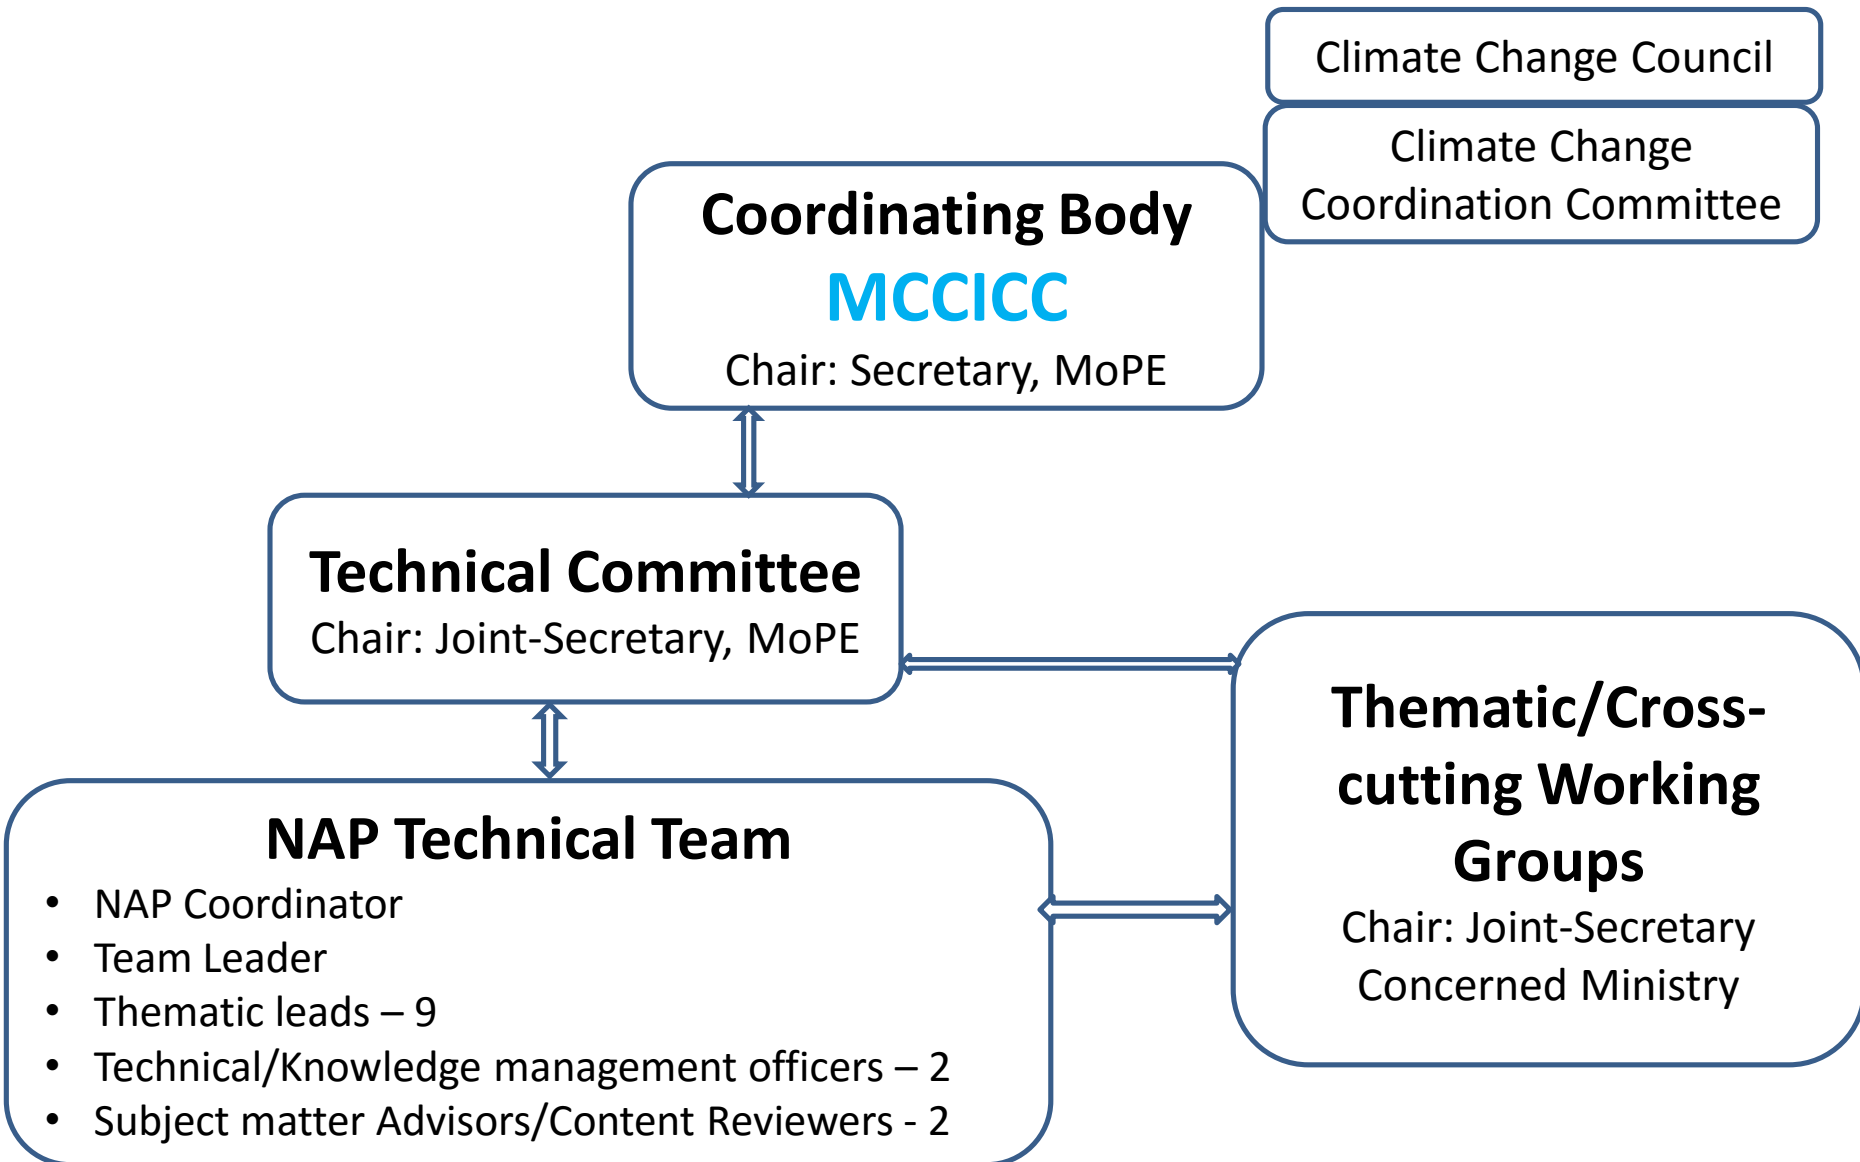 Climate Change Council
Climate Change
Coordination Committee
Coordinating Body
MCCICC
Chair: Secretary, MoPE
Technical Committee
Chair: Joint-Secretary, MoPE
Thematic/Cross-
cutting Working
Groups
Chair: Joint-Secretary
Concerned Ministry
NAP Technical Team
• NAP Coordinator
• Team Leader
• Thematic leads – 9
• Technical/Knowledge management officers – 2
• Subject matter Advisors/Content Reviewers - 2